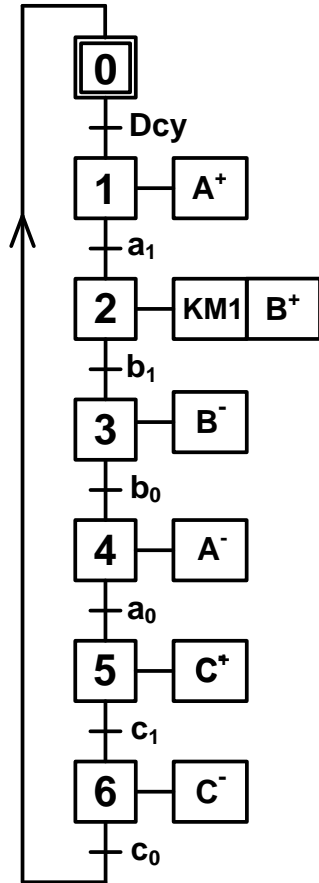 0
Dcy
1 A⁺
a₁
2 KM1 B⁺
b₁
3 B⁻
b₀
4 A⁻
a₀
5 C⁺
c₁
6 C⁻
c₀